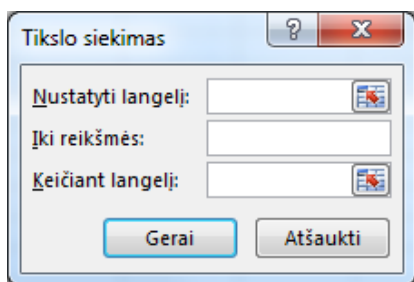 Tikslo siekimas
Nustatyti langelį:
Iki reikšmės:
Keičiant langelį:
Gerai Atšaukti